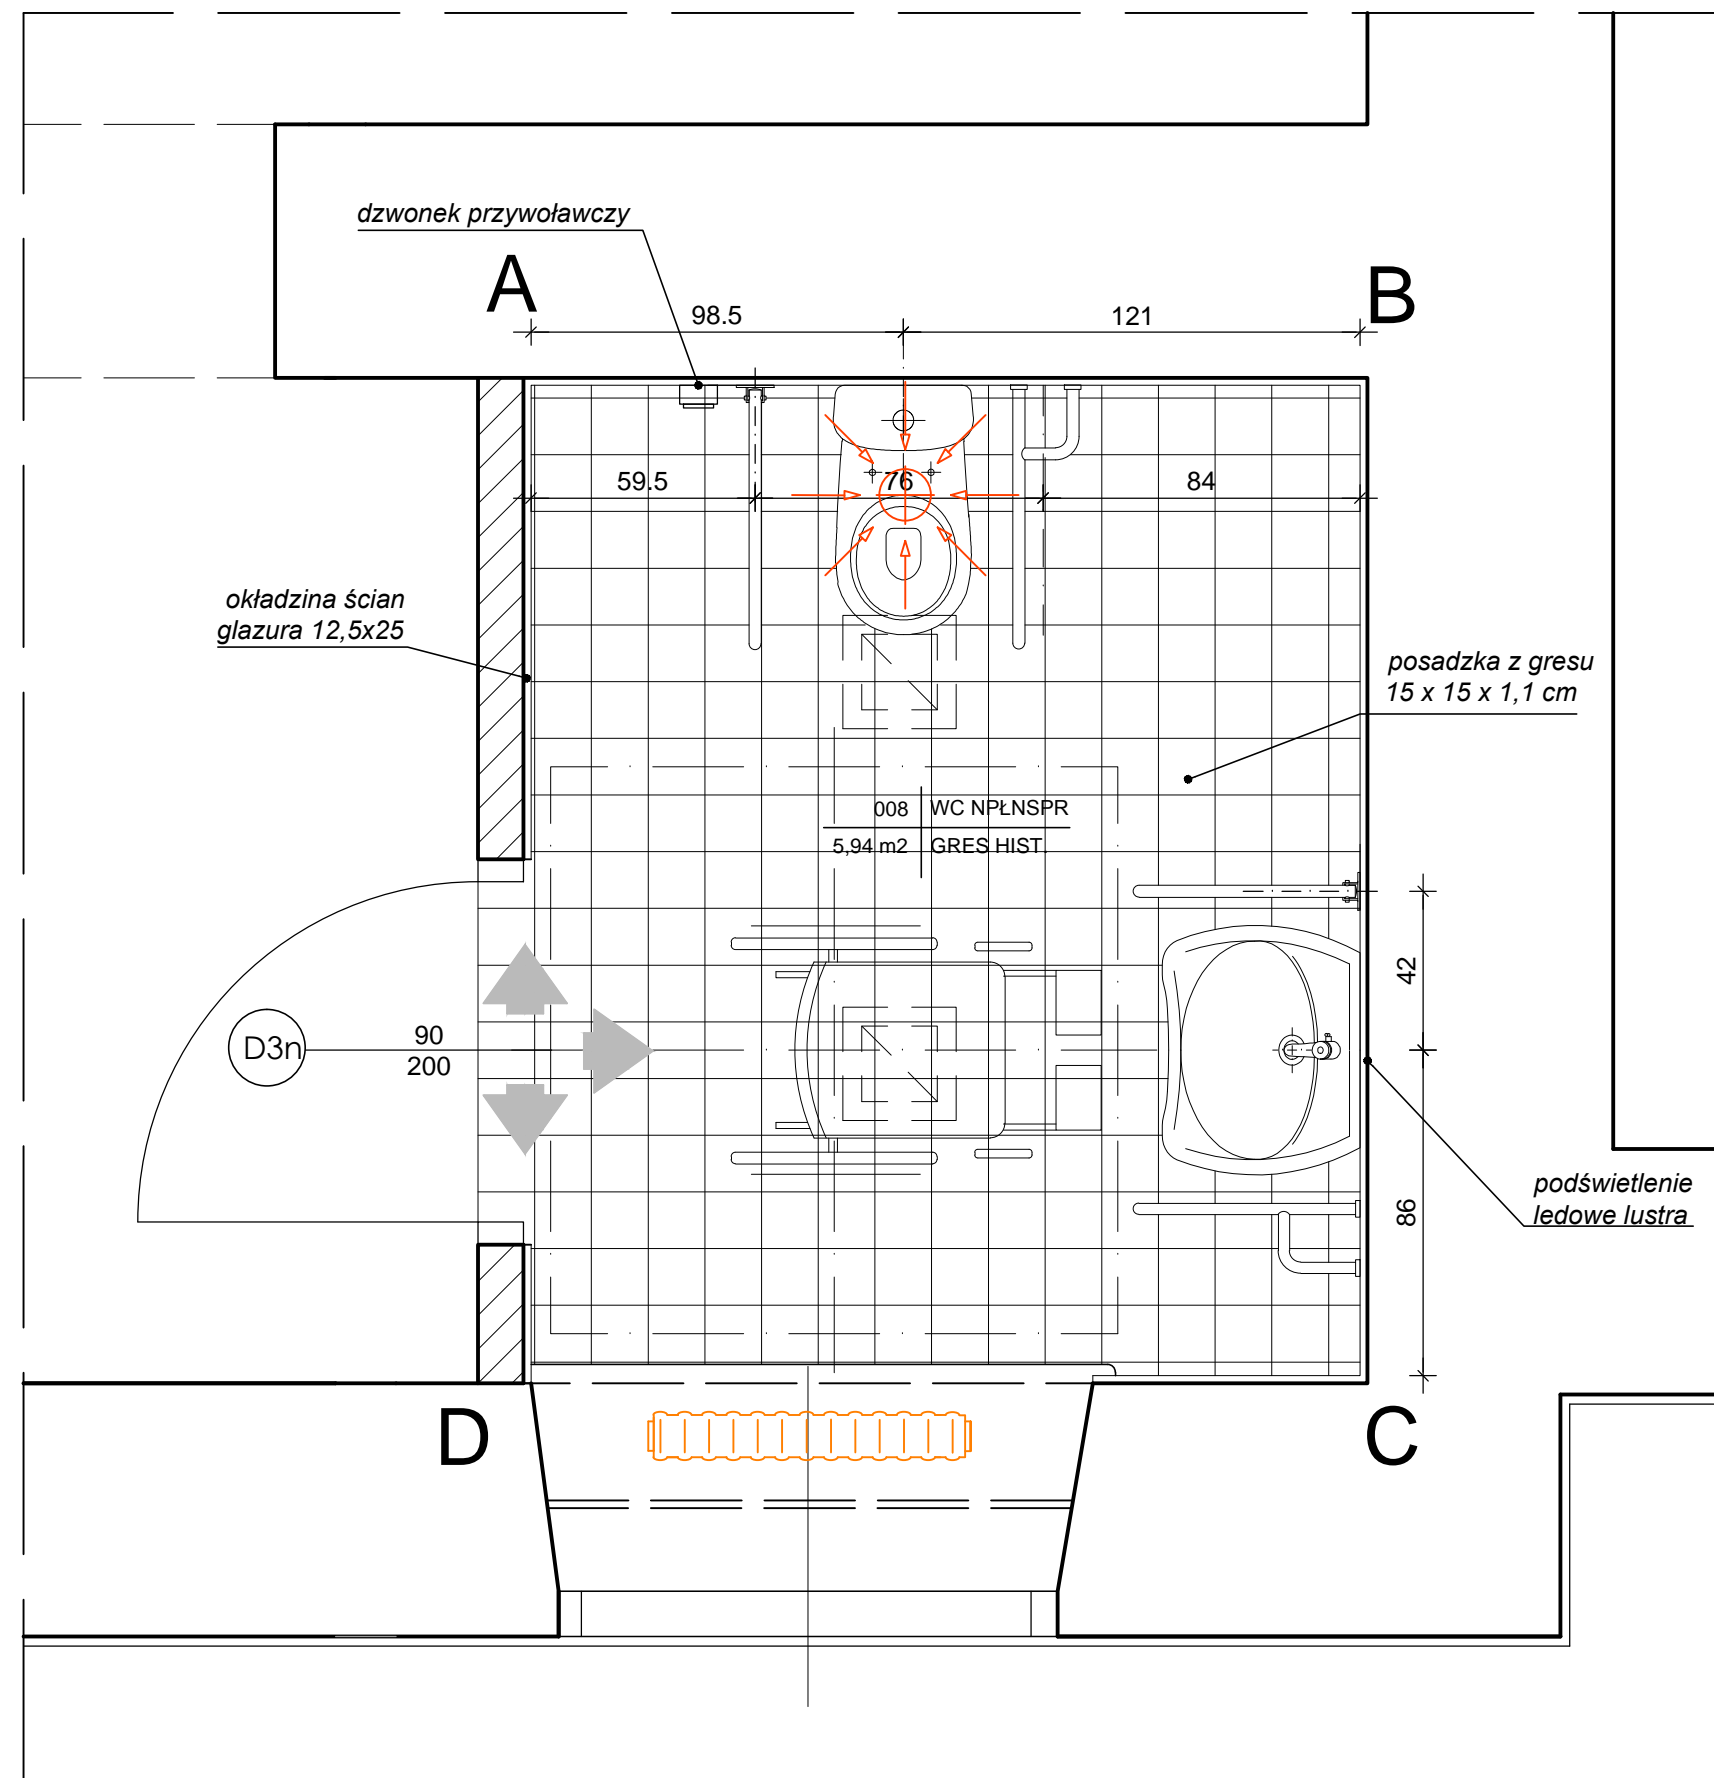 dzwonek przywoławczy
A
B
98.5
121
59.5
76
84
okładzina ścian
glazura 12,5x25
posadzka z gresu
15 x 15 x 1,1 cm
008 WC NPŁNSPR
5,94 m2 GRES HIST.
42
D3n
90
200
86
podświetlenie
ledowe lustra
D
C